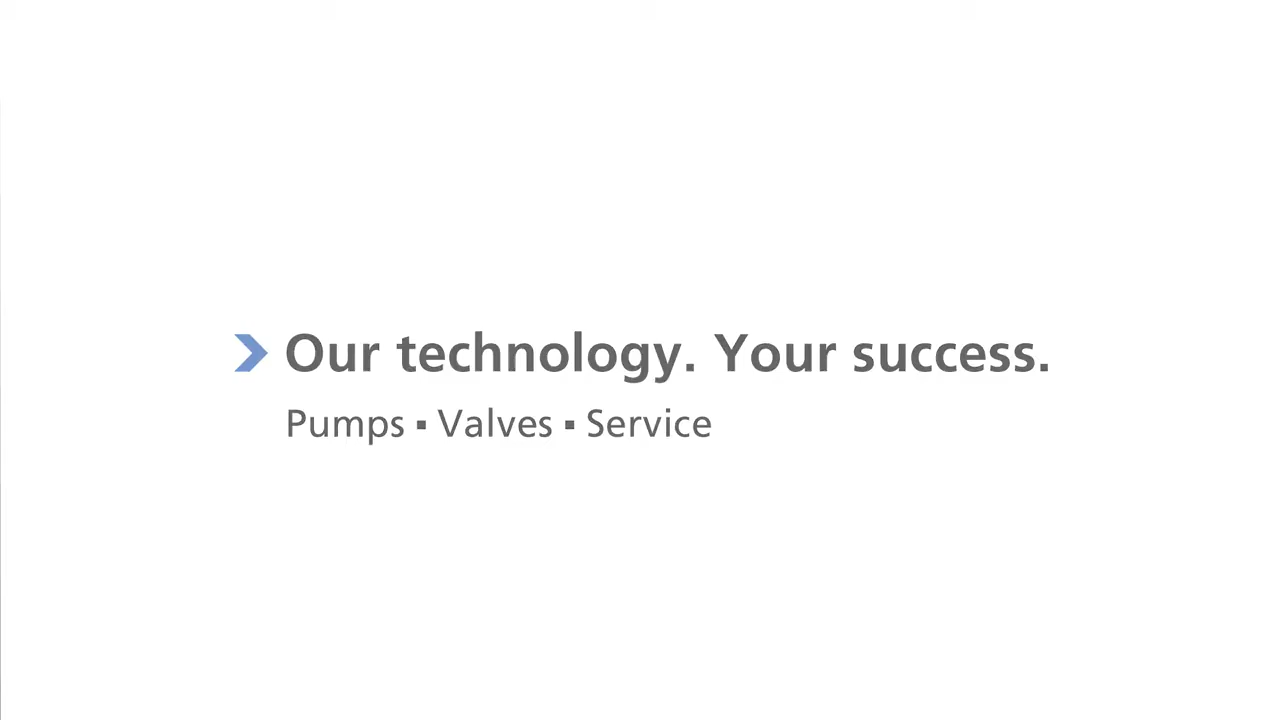 Our technology. Your success.
Pumps ▪ Valves ▪ Service